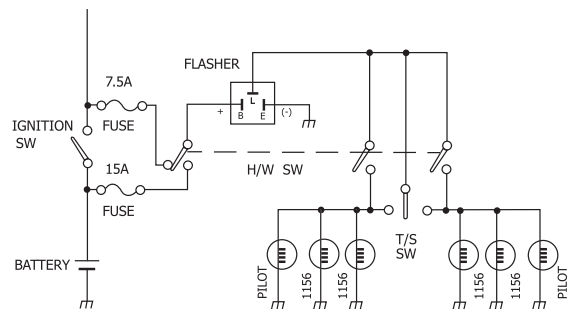 FLASHER
7.5A
FUSE
+
B
L
E
(-)
IGNITION
SW
15A
FUSE
H/W SW
T/S
SW
BATTERY
PILOT
1156
1156
1156
1156
PILOT